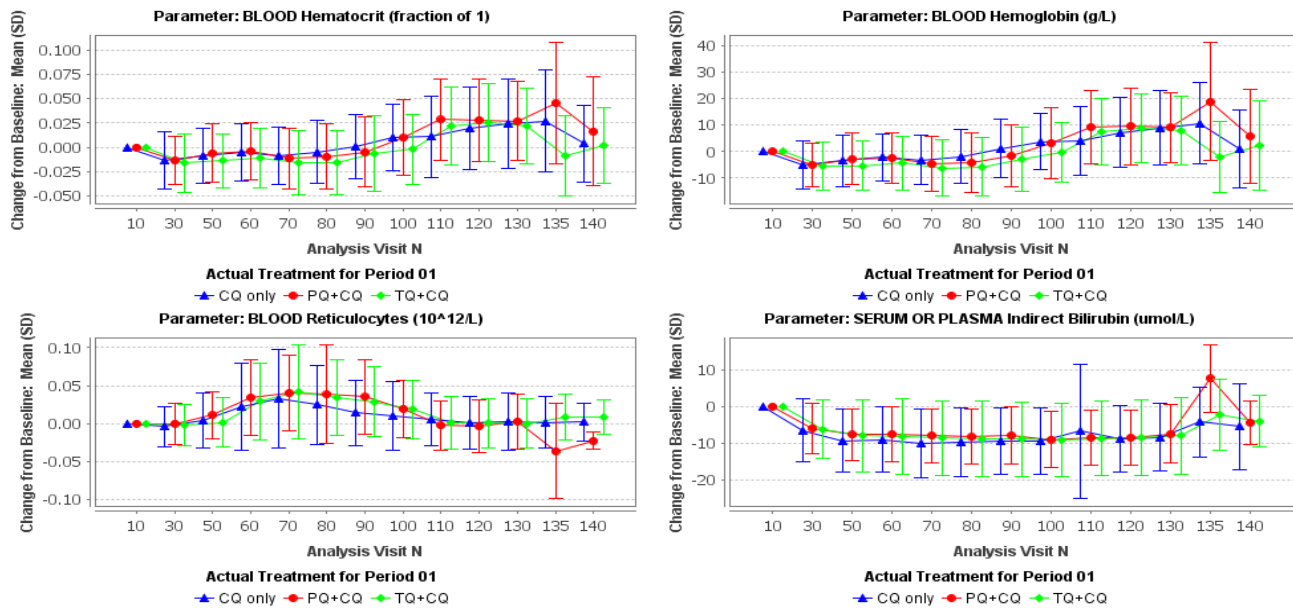 Parameter: BLOOD Hematocrit (fraction of 1)
Change from Baseline: Mean (SD)
0.100
0.075
0.050
0.025
0.000
-0.025
-0.050
10 30 50 60 70 80 90 100 110 120 130 135 140
Analysis Visit N
Actual Treatment for Period 01
CQ only PQ+CQ TQ+CQ
Parameter: BLOOD Hemoglobin (g/L)
Change from Baseline: Mean (SD)
40
30
20
10
0
-10
10 30 50 60 70 80 90 100 110 120 130 135 140
Analysis Visit N
Actual Treatment for Period 01
CQ only PQ+CQ TQ+CQ
Parameter: BLOOD Reticulocytes (10^12/L)
Change from Baseline: Mean (SD)
0.10
0.05
0.00
-0.05
-0.10
10 30 50 60 70 80 90 100 110 120 130 135 140
Analysis Visit N
Actual Treatment for Period 01
CQ only PQ+CQ TQ+CQ
Parameter: SERUM OR PLASMA Indirect Bilirubin (umol/L)
Change from Baseline: Mean (SD)
10
0
-10
-20
10 30 50 60 70 80 90 100 110 120 130 135 140
Analysis Visit N
Actual Treatment for Period 01
CQ only PQ+CQ TQ+CQ